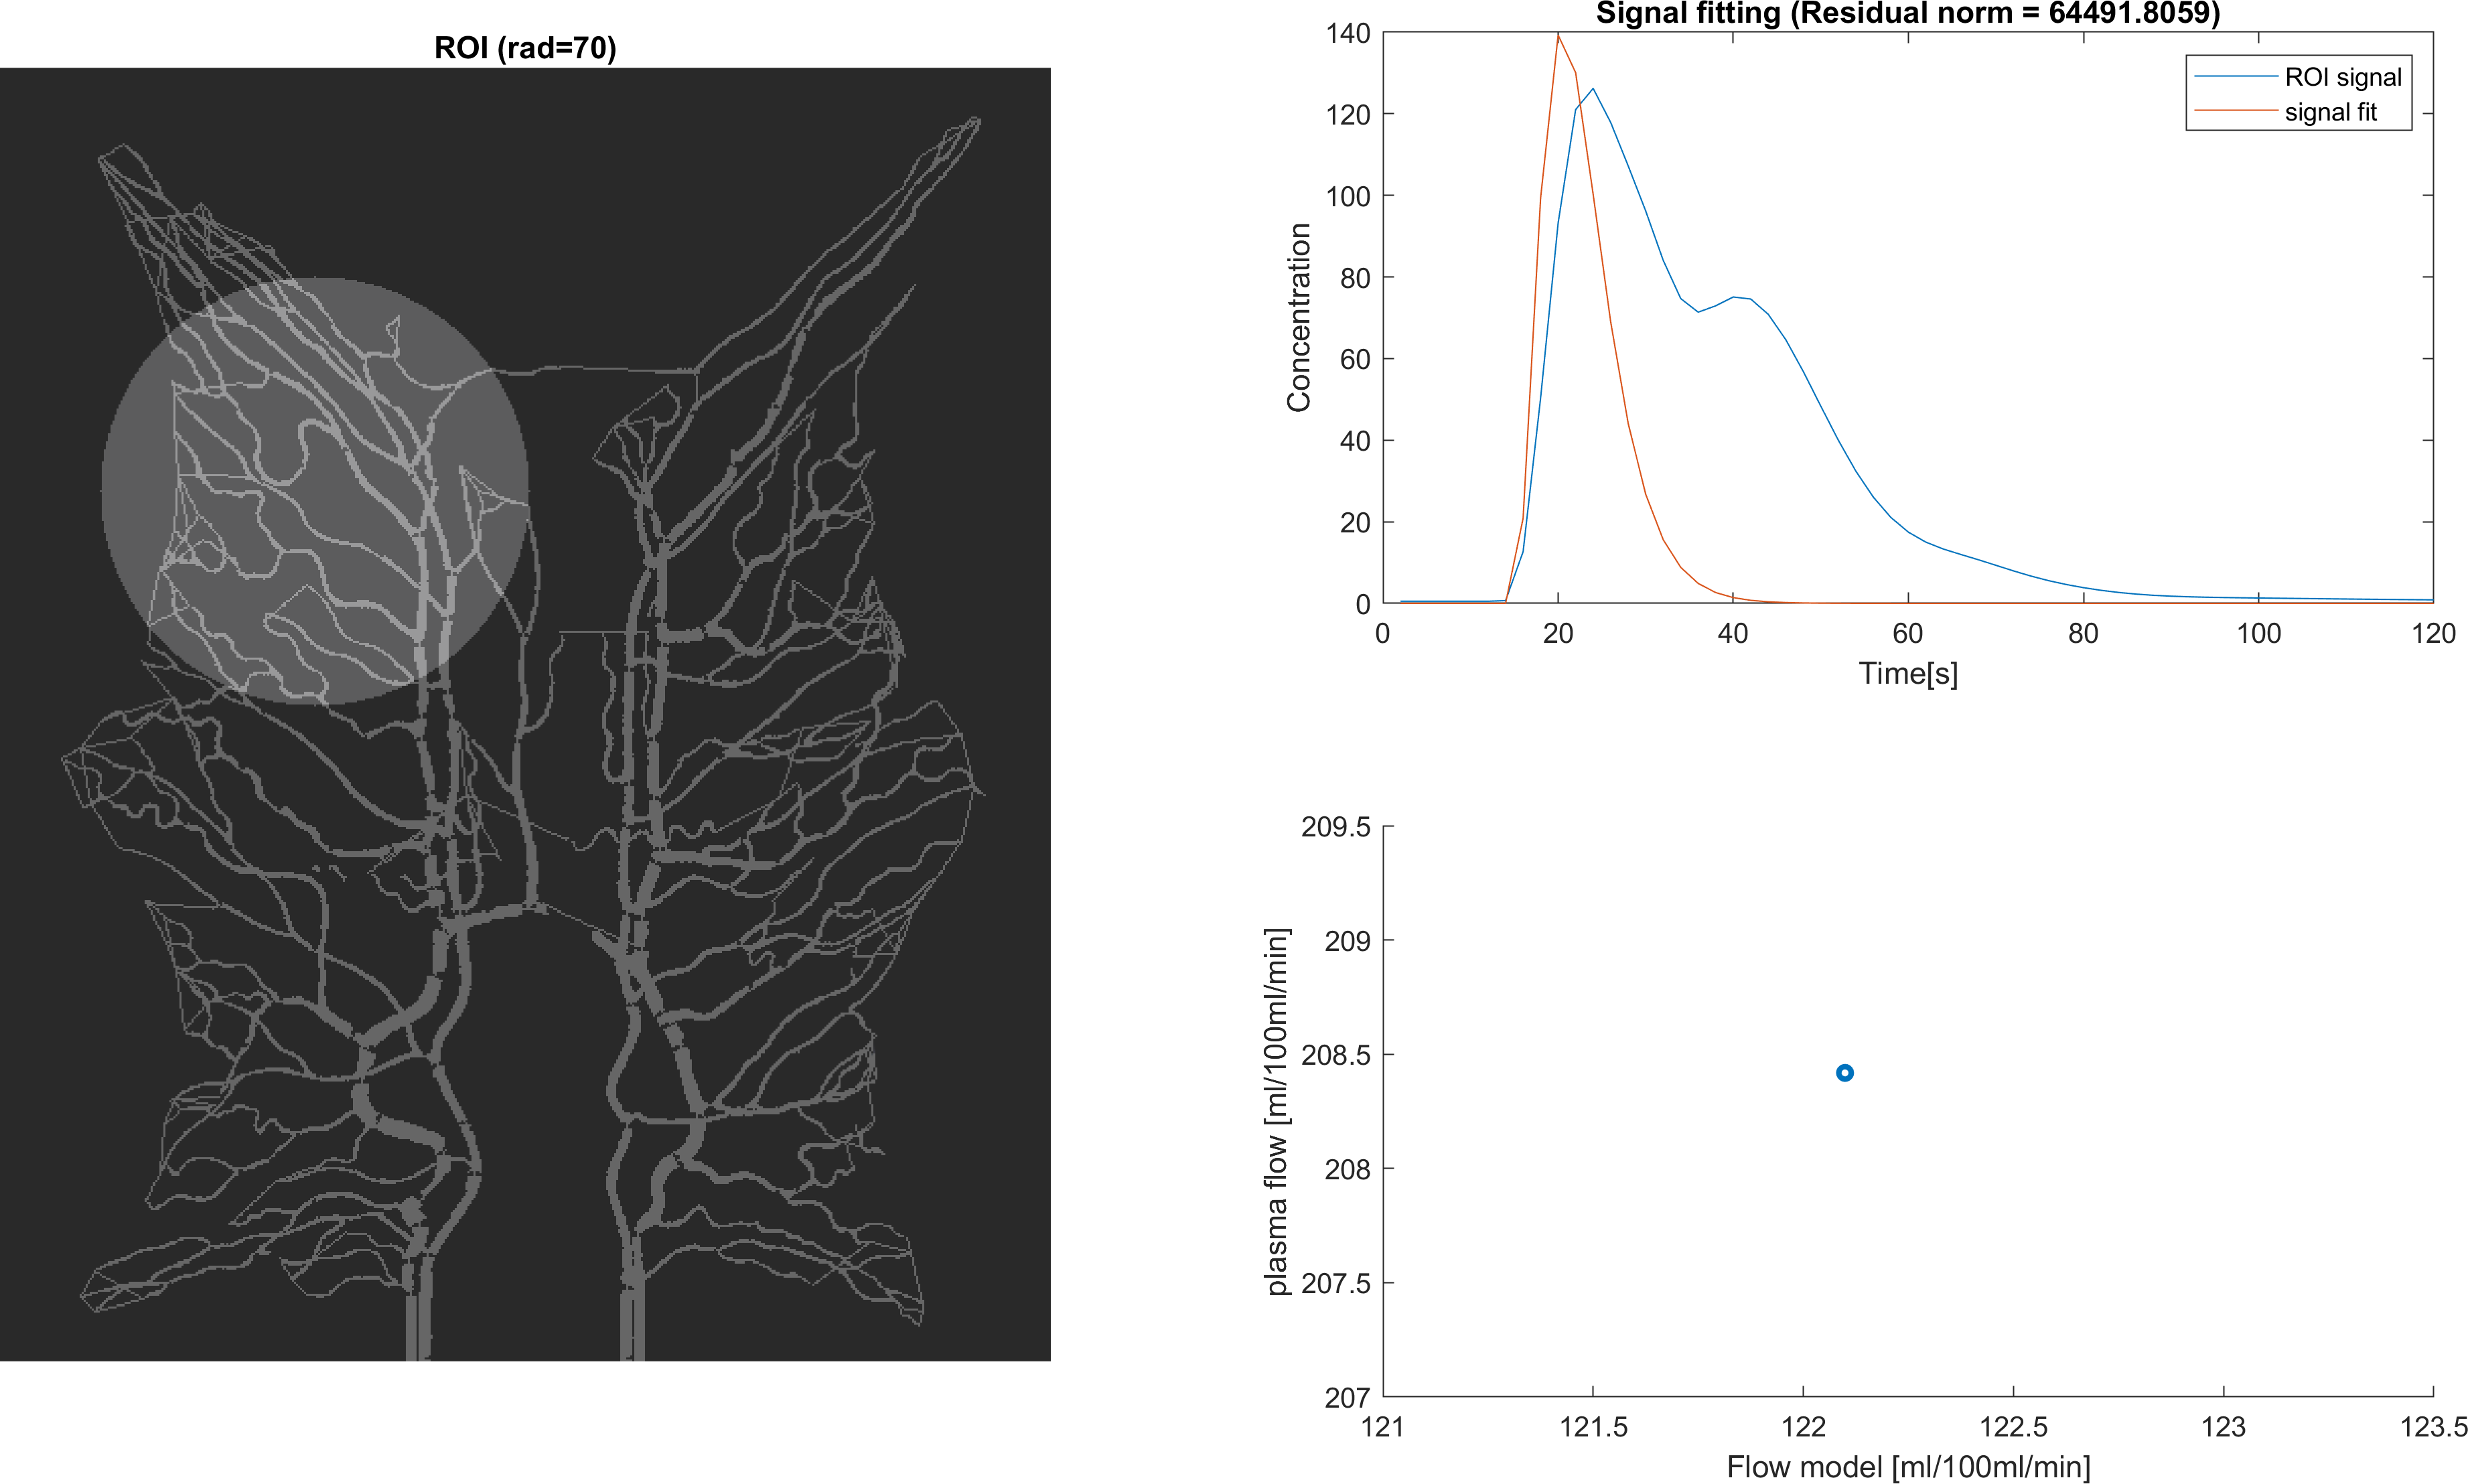 ROI (rad=70)
Signal fitting (Residual norm = 64491.8059)
140
120
100
80
60
40
20
0
Concentration
ROI signal
signal fit
0 20 40 60 80 100 120
Time[s]
209.5
209
208.5
208
207.5
207
plasma flow [ml/100ml/min]
121 121.5 122 122.5 123 123.5
Flow model [ml/100ml/min]